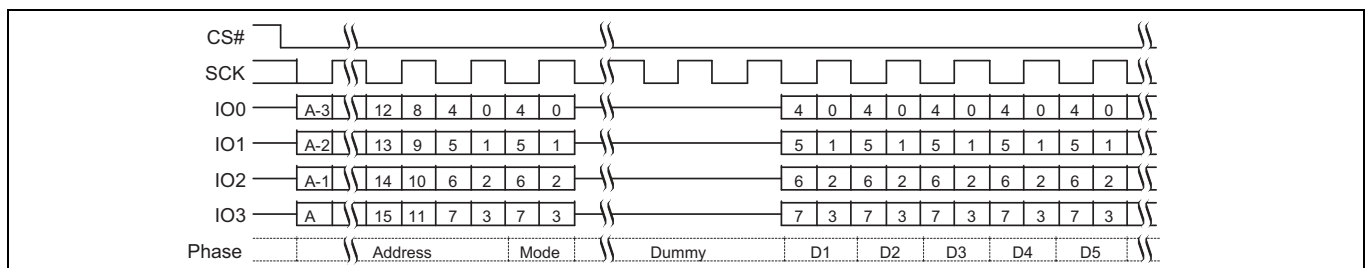 CS#
SCK
IO0 A-3 12 8 4 0 4 0 4 0 4 0 4 0 4 0 4 0
IO1 A-2 13 9 5 1 5 1 5 1 5 1 5 1 5 1 5 1
IO2 A-1 14 10 6 2 6 2 6 2 6 2 6 2 6 2 6 2
IO3 A 15 11 7 3 7 3 7 3 7 3 7 3 7 3 7 3
Phase Address Mode Dummy D1 D2 D3 D4 D5